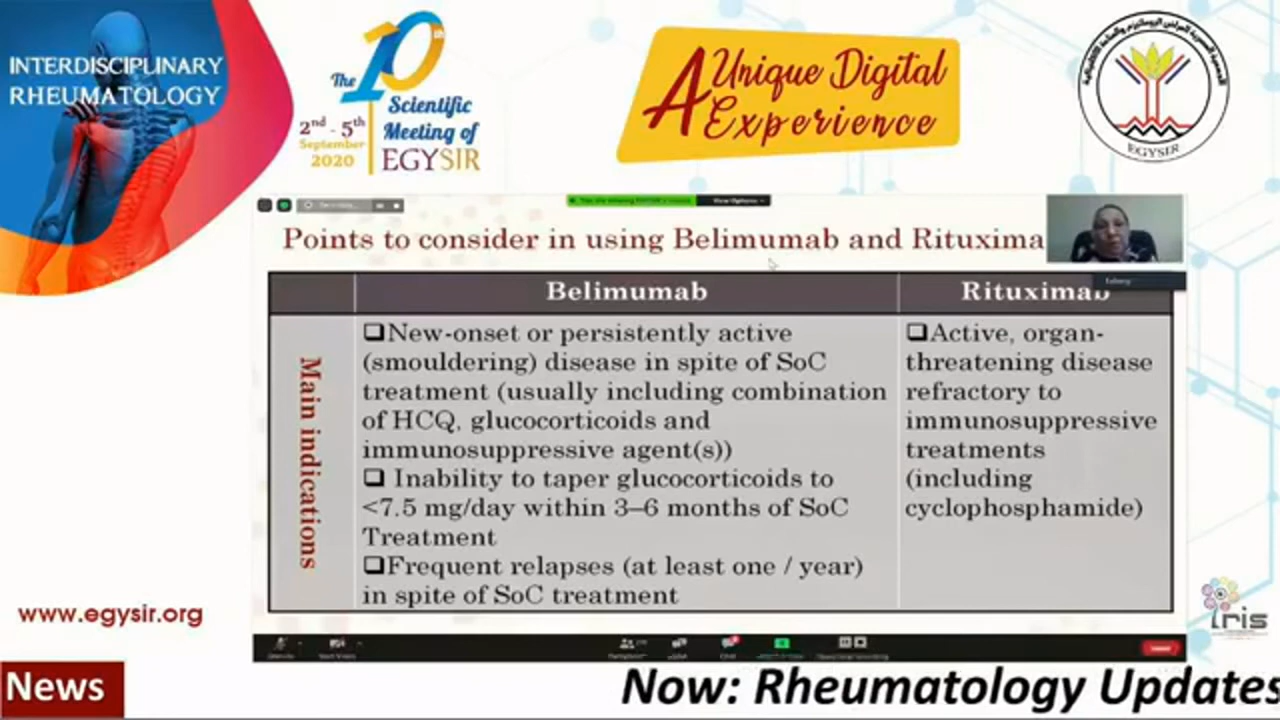 INTERDISCIPLINARY
RHEUMATOLOGY
The 10th
Scientific
Meeting of
EGYSIR
2nd - 5th
September
2020
A Unique Digital
Experience
EGYSIR
Points to consider in using Belimumab and Rituxima
Belimumab
Rituximab
Main indications
❑New-onset or persistently active
(smouldering) disease in spite of SoC
treatment (usually including combination
of HCQ, glucocorticoids and
immunosuppressive agent(s))
❑ Inability to taper glucocorticoids to
<7.5 mg/day within 3–6 months of SoC
Treatment
❑Frequent relapses (at least one / year)
in spite of SoC treatment
❑Active, organ-
threatening disease
refractory to
immunosuppressive
treatments
(including
cyclophosphamide)
www.egysir.org
Iris
News
Now: Rheumatology Updates